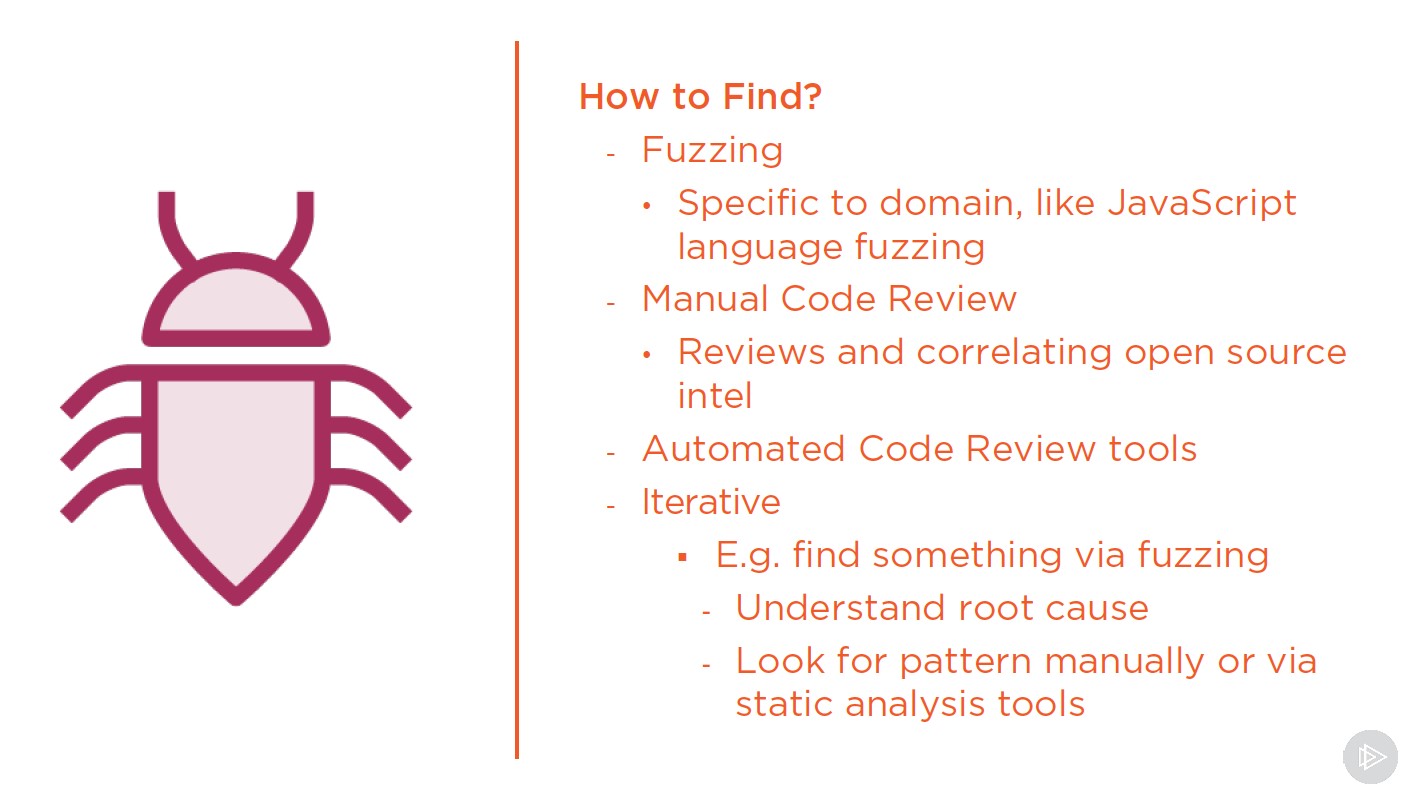 How to Find?
- Fuzzing
• Specific to domain, like JavaScript
language fuzzing
- Manual Code Review
• Reviews and correlating open source
intel
- Automated Code Review tools
- Iterative
▪ E.g. find something via fuzzing
- Understand root cause
- Look for pattern manually or via
static analysis tools